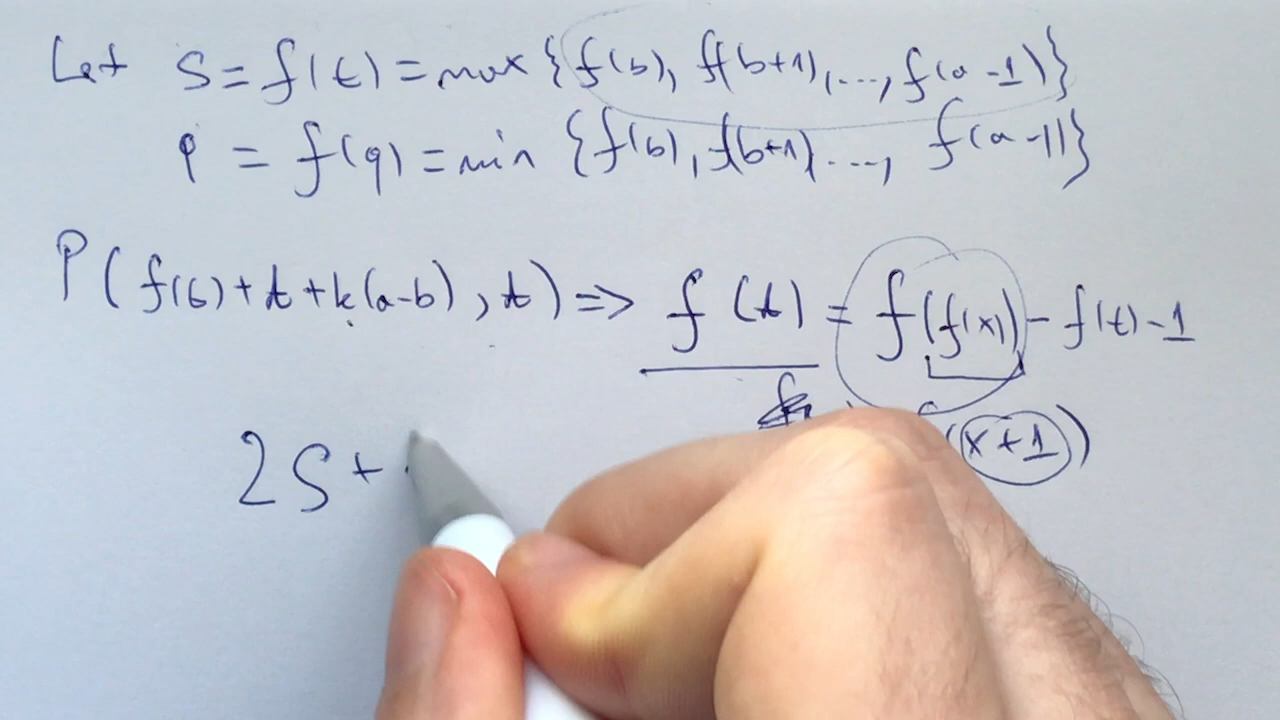 Let S = f(t) = max {f(b), f(b+1), ..., f(a-1)}
P = f(q) = min {f(b), f(b+1) ..., f(a-1)}
P(f(b)+t+k(a-b), t) => f(t) = f(f(x)) - f(t) - 1
(x+1))
2S +